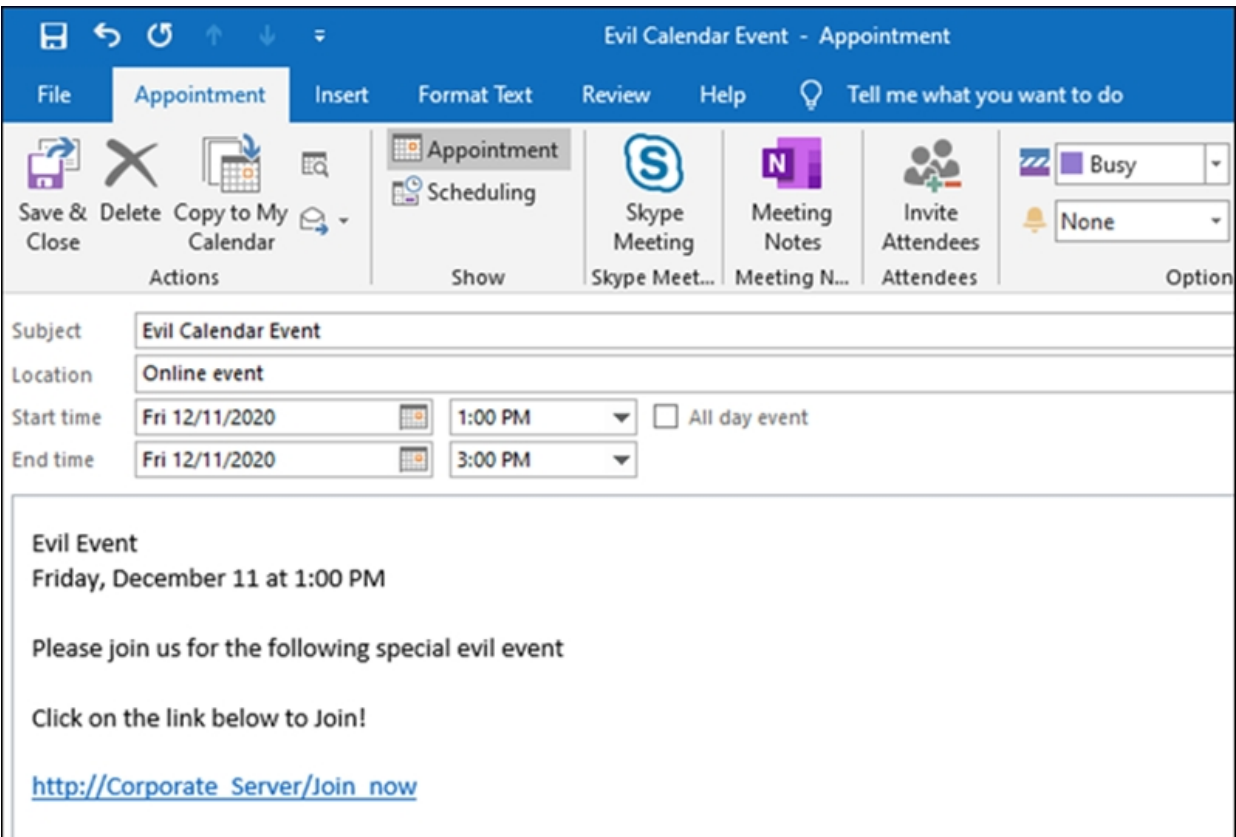 Evil Calendar Event - Appointment
File Appointment Insert Format Text Review Help Tell me what you want to do
Save & Close
Delete
Copy to My Calendar
Actions
Appointment
Scheduling
Show
Skype Meeting
Skype Meet...
Meeting Notes
Meeting N...
Invite Attendees
Attendees
Busy
None
Option
Subject Evil Calendar Event
Location Online event
Start time Fri 12/11/2020 1:00 PM All day event
End time Fri 12/11/2020 3:00 PM
Evil Event
Friday, December 11 at 1:00 PM
Please join us for the following special evil event
Click on the link below to Join!
http://Corporate_Server/Join_now